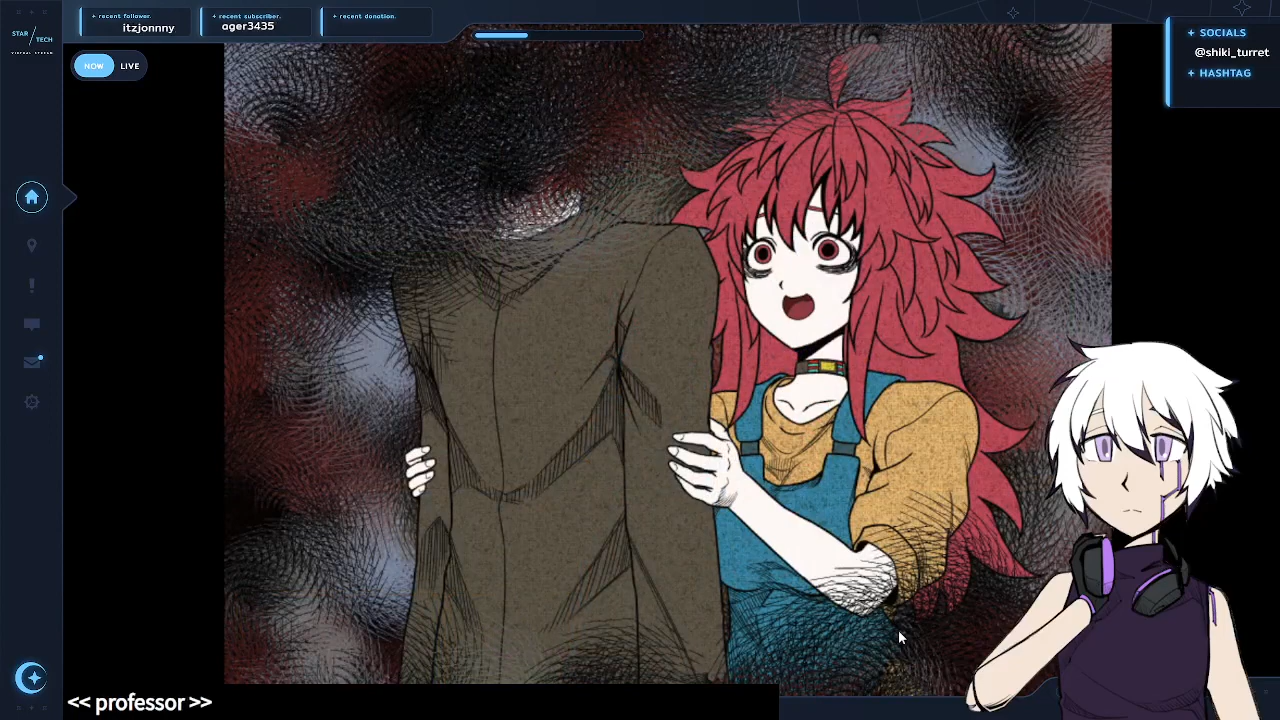 + recent follower.
itzjonnny
+ recent subscriber.
ager3435
+ recent donation.
STAR / TECH
NOW LIVE
+ SOCIALS
@shiki_turret
+ HASHTAG
<< professor >>